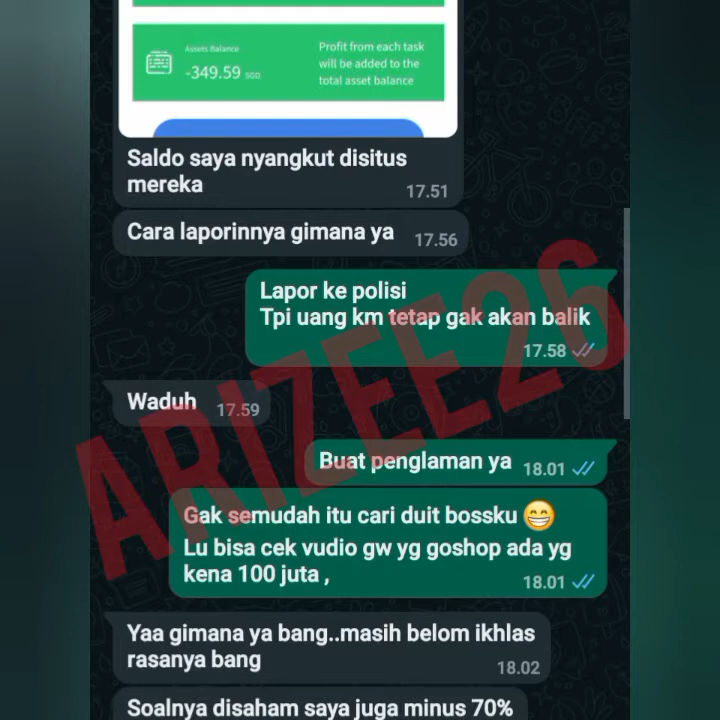 Assets Balance
-349.59 SGD
Profit from each task
will be added to the
total asset balance
Saldo saya nyangkut disitus
mereka
17.51
Cara laporinnya gimana ya 17.56
Lapor ke polisi
Tpi uang km tetap gak akan balik
17.58
Waduh 17.59
Buat penglaman ya 18.01
Gak semudah itu cari duit bossku 😁
Lu bisa cek vudio gw yg goshop ada yg
kena 100 juta , 18.01
Yaa gimana ya bang..masih belom ikhlas
rasanya bang 18.02
Soalnya disaham saya juga minus 70%
ARIZEE26